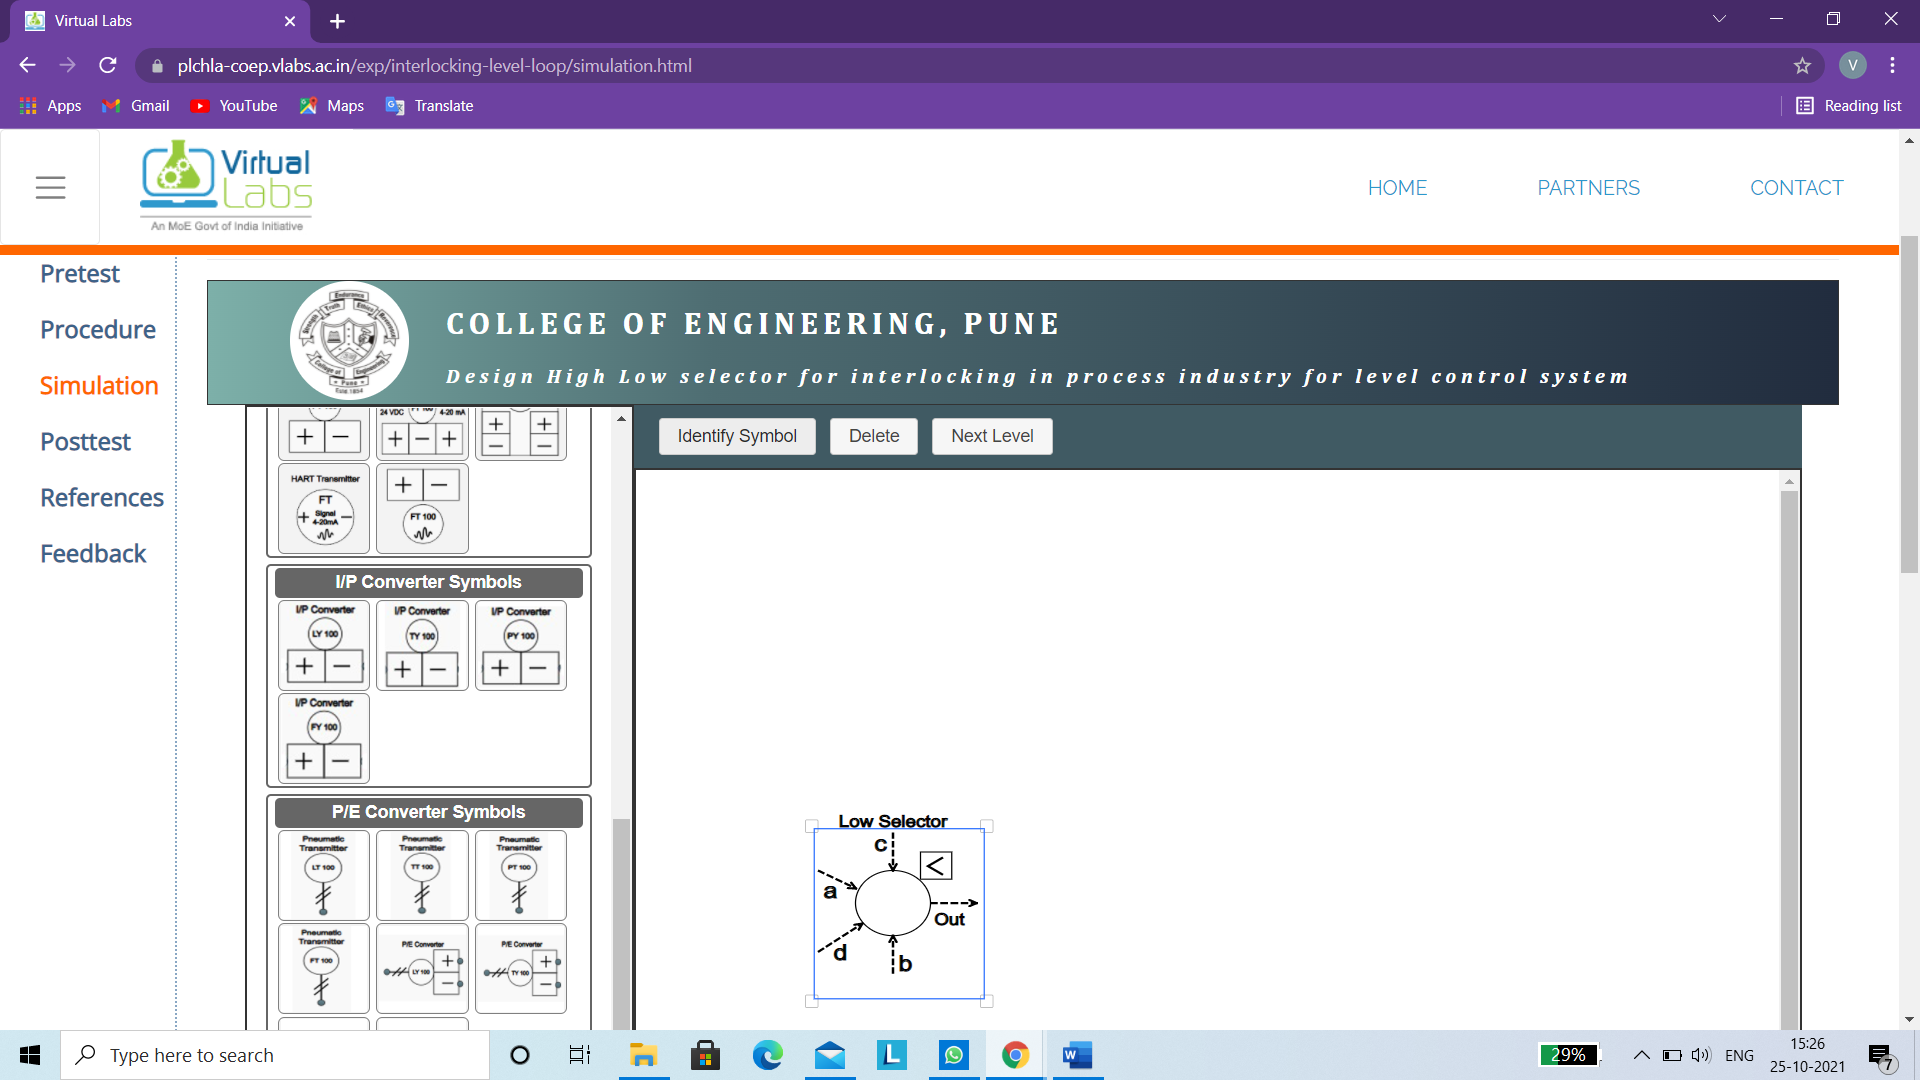 Virtual Labs
plchla-coep.vlabs.ac.in/exp/interlocking-level-loop/simulation.html
V
Apps
Gmail
YouTube
Maps
Translate
Reading list
Virtual
Labs
An MoE Govt of India Initiative
HOME
PARTNERS
CONTACT
Pretest
Procedure
Simulation
Posttest
References
Feedback
COLLEGE OF ENGINEERING, PUNE
Design High Low selector for interlocking in process industry for level control system
Identify Symbol
Delete
Next Level
24 VDC
4-20 mA
+ −
+ − +
+ +
− −
HART Transmitter
FT
+ Signal −
4-20mA
+ −
FT 100
I/P Converter Symbols
I/P Converter
LY 100
+ −
I/P Converter
TY 100
+ −
I/P Converter
PY 100
+ −
I/P Converter
FY 100
+ −
P/E Converter Symbols
Pneumatic
Transmitter
LT 100
Pneumatic
Transmitter
TT 100
Pneumatic
Transmitter
PT 100
Pneumatic
Transmitter
FT 100
P/E Converter
LY 100
+
−
P/E Converter
TY 100
+
−
Low Selector
c
<
a
Out
d
b
Type here to search
L
W
29%
ENG
15:26
25-10-2021
7